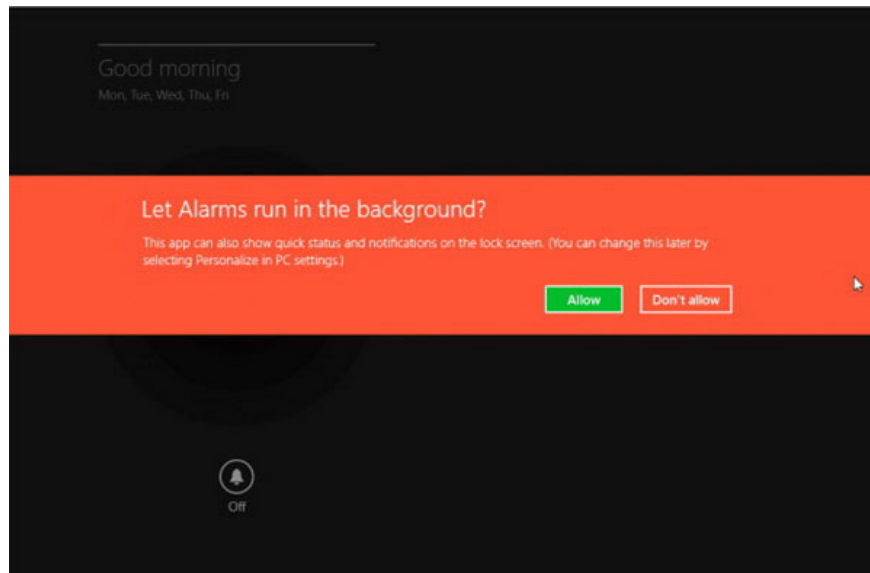 Good morning
Mon, Tue, Wed, Thu, Fri
Let Alarms run in the background?
This app can also show quick status and notifications on the lock screen. (You can change this later by
selecting Personalize in PC settings.)
Allow
Don't allow
Off